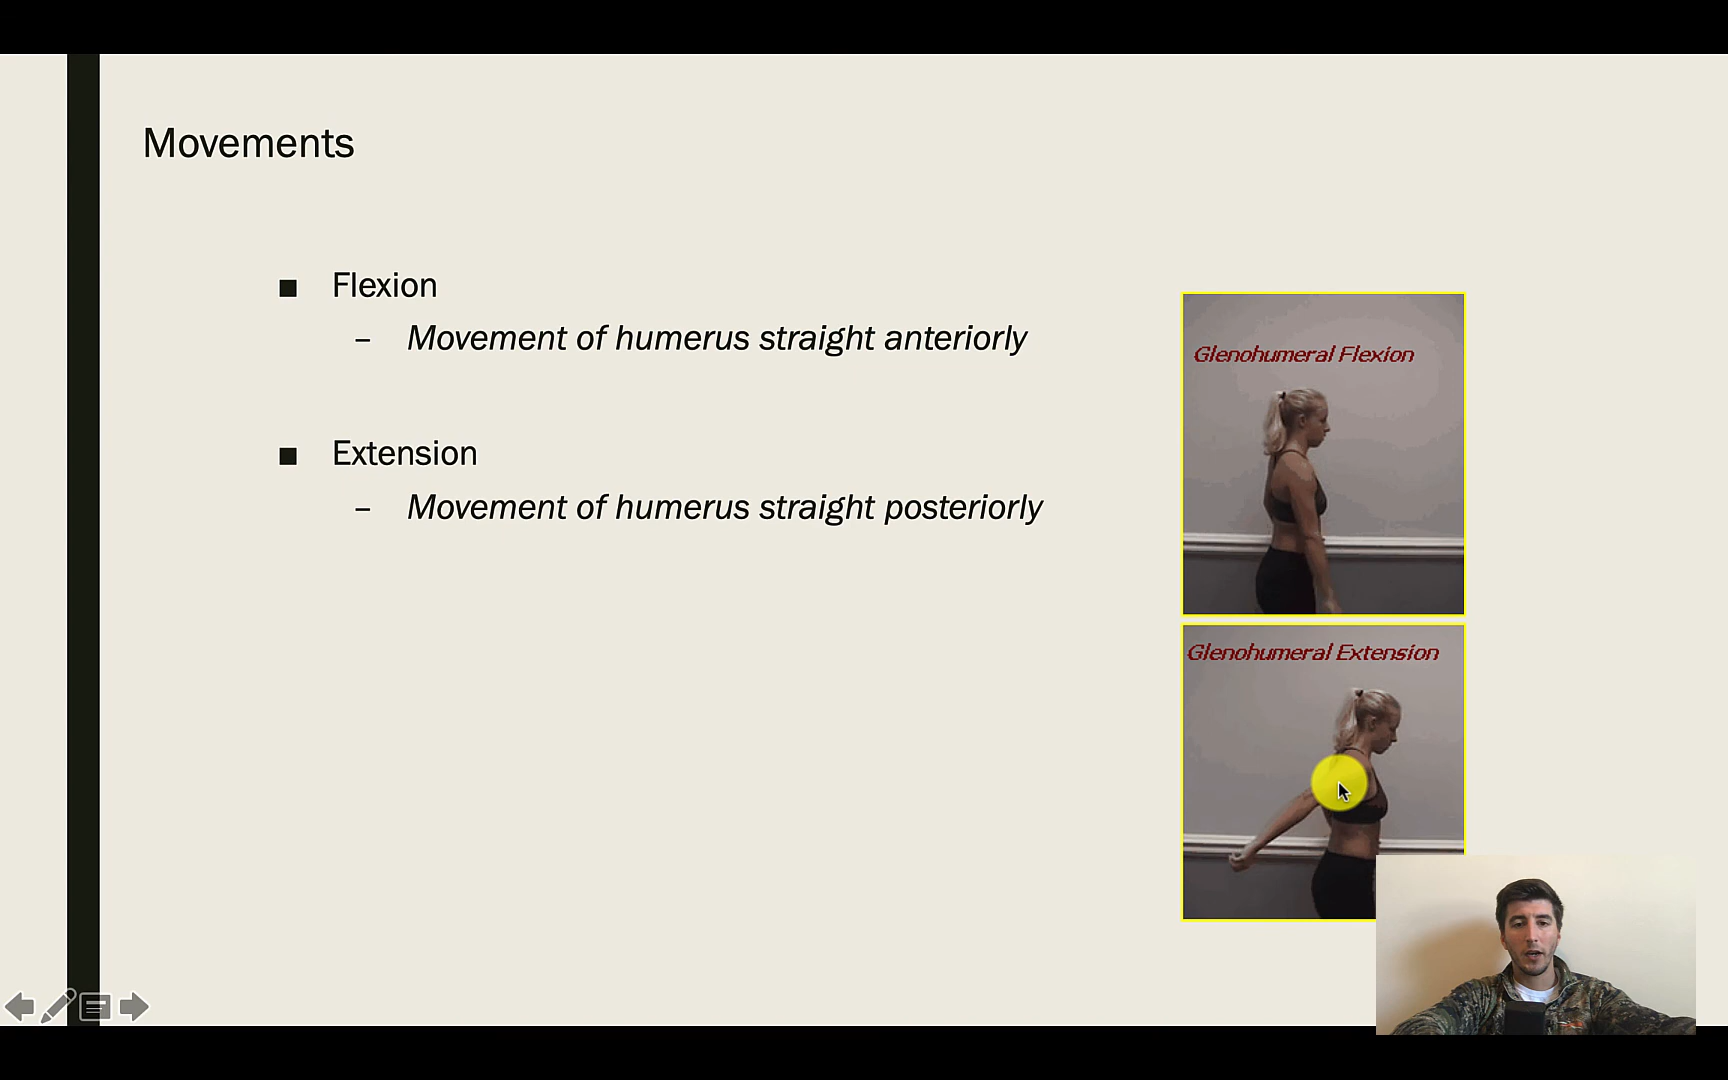 Movements
■ Flexion
– Movement of humerus straight anteriorly
■ Extension
– Movement of humerus straight posteriorly
Glenohumeral Flexion
Glenohumeral Extension